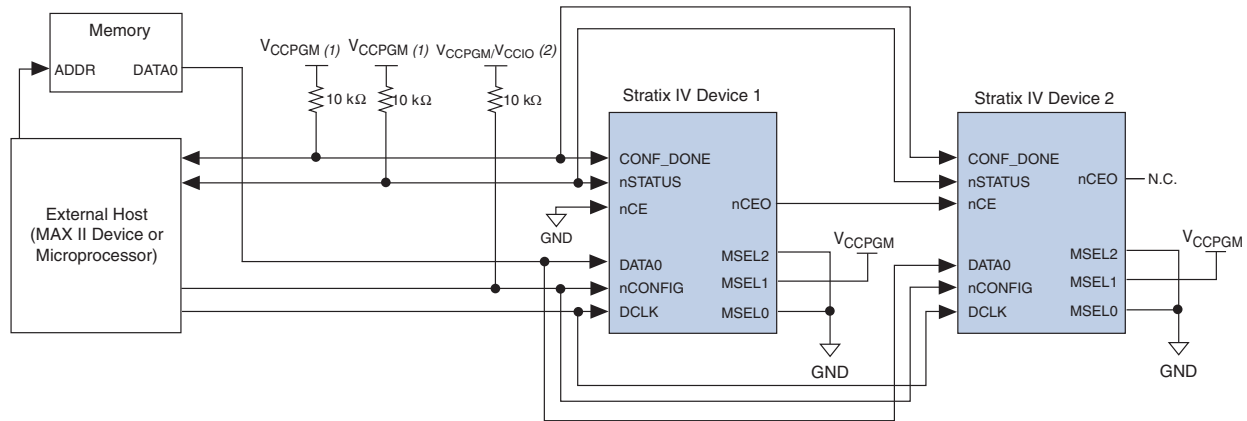 Memory
ADDR DATA0
VCCPGM (1) VCCPGM (1) VCCPGM/VCCIO (2)
10 kΩ 10 kΩ 10 kΩ
Stratix IV Device 1 Stratix IV Device 2
External Host
(MAX II Device or
Microprocessor)
GND
CONF_DONE
nSTATUS
nCE
nCEO
DATA0
nCONFIG
DCLK
MSEL2
MSEL1
MSEL0
VCCPGM
GND
CONF_DONE
nSTATUS
nCE
nCEO
N.C.
DATA0
nCONFIG
DCLK
MSEL2
MSEL1
MSEL0
VCCPGM
GND